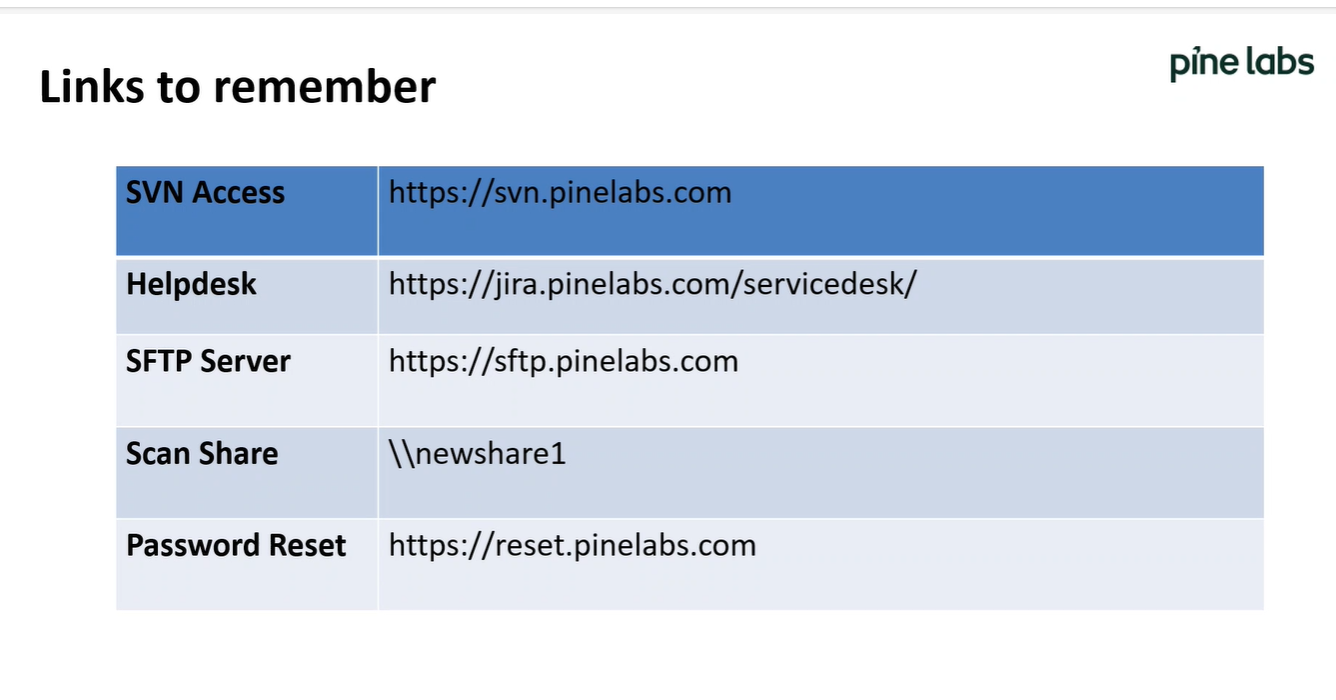 pine labs
Links to remember
SVN Access https://svn.pinelabs.com
Helpdesk https://jira.pinelabs.com/servicedesk/
SFTP Server https://sftp.pinelabs.com
Scan Share \\newshare1
Password Reset https://reset.pinelabs.com